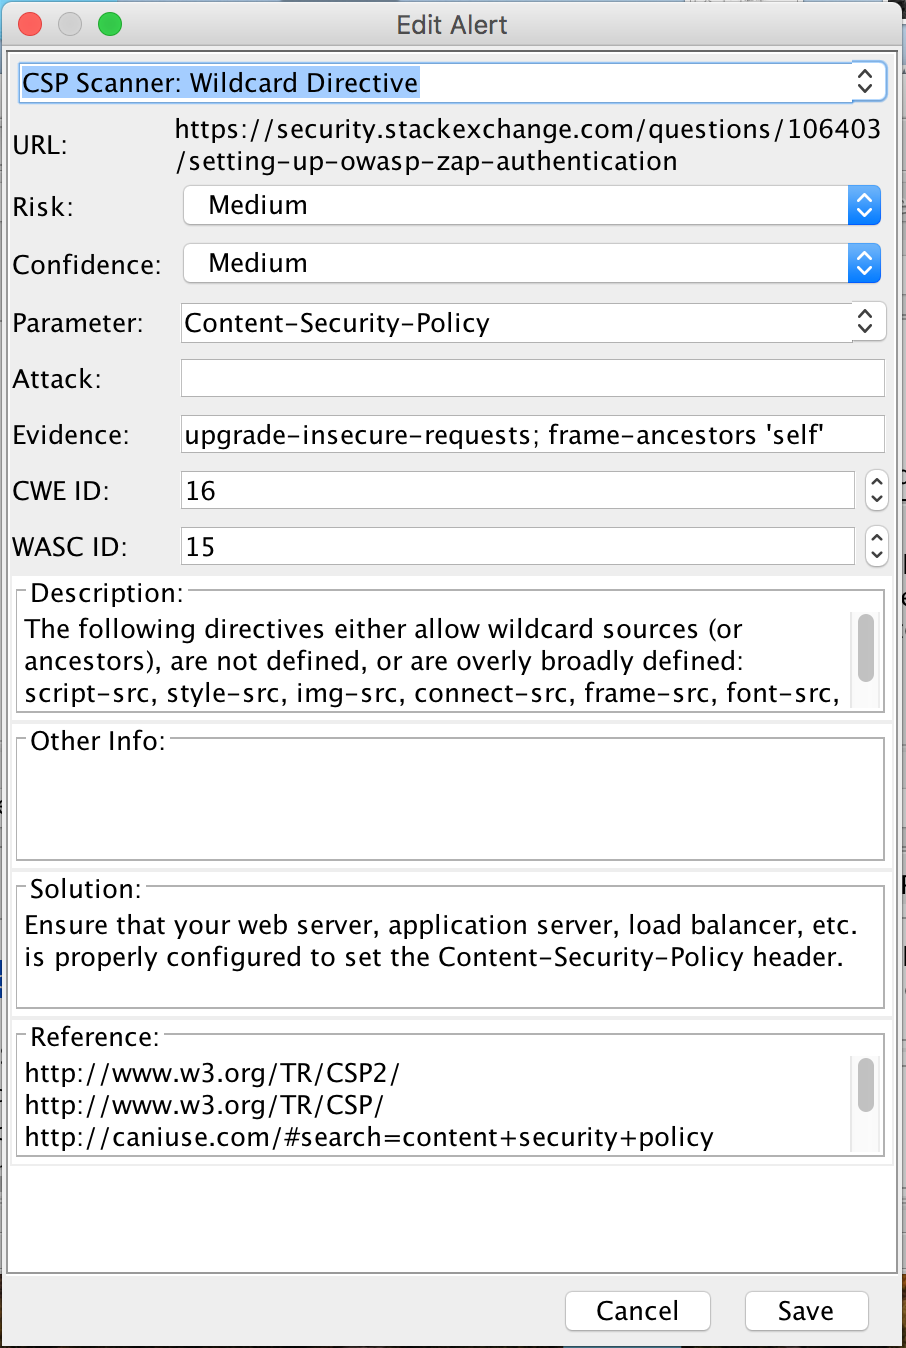 Edit Alert
CSP Scanner: Wildcard Directive
URL:
https://security.stackexchange.com/questions/106403
/setting-up-owasp-zap-authentication
Risk:
Medium
Confidence:
Medium
Parameter:
Content-Security-Policy
Attack:
Evidence:
upgrade-insecure-requests; frame-ancestors 'self'
CWE ID:
16
WASC ID:
15
Description:
The following directives either allow wildcard sources (or
ancestors), are not defined, or are overly broadly defined:
script-src, style-src, img-src, connect-src, frame-src, font-src,
Other Info:
Solution:
Ensure that your web server, application server, load balancer, etc.
is properly configured to set the Content-Security-Policy header.
Reference:
http://www.w3.org/TR/CSP2/
http://www.w3.org/TR/CSP/
http://caniuse.com/#search=content+security+policy
Cancel
Save